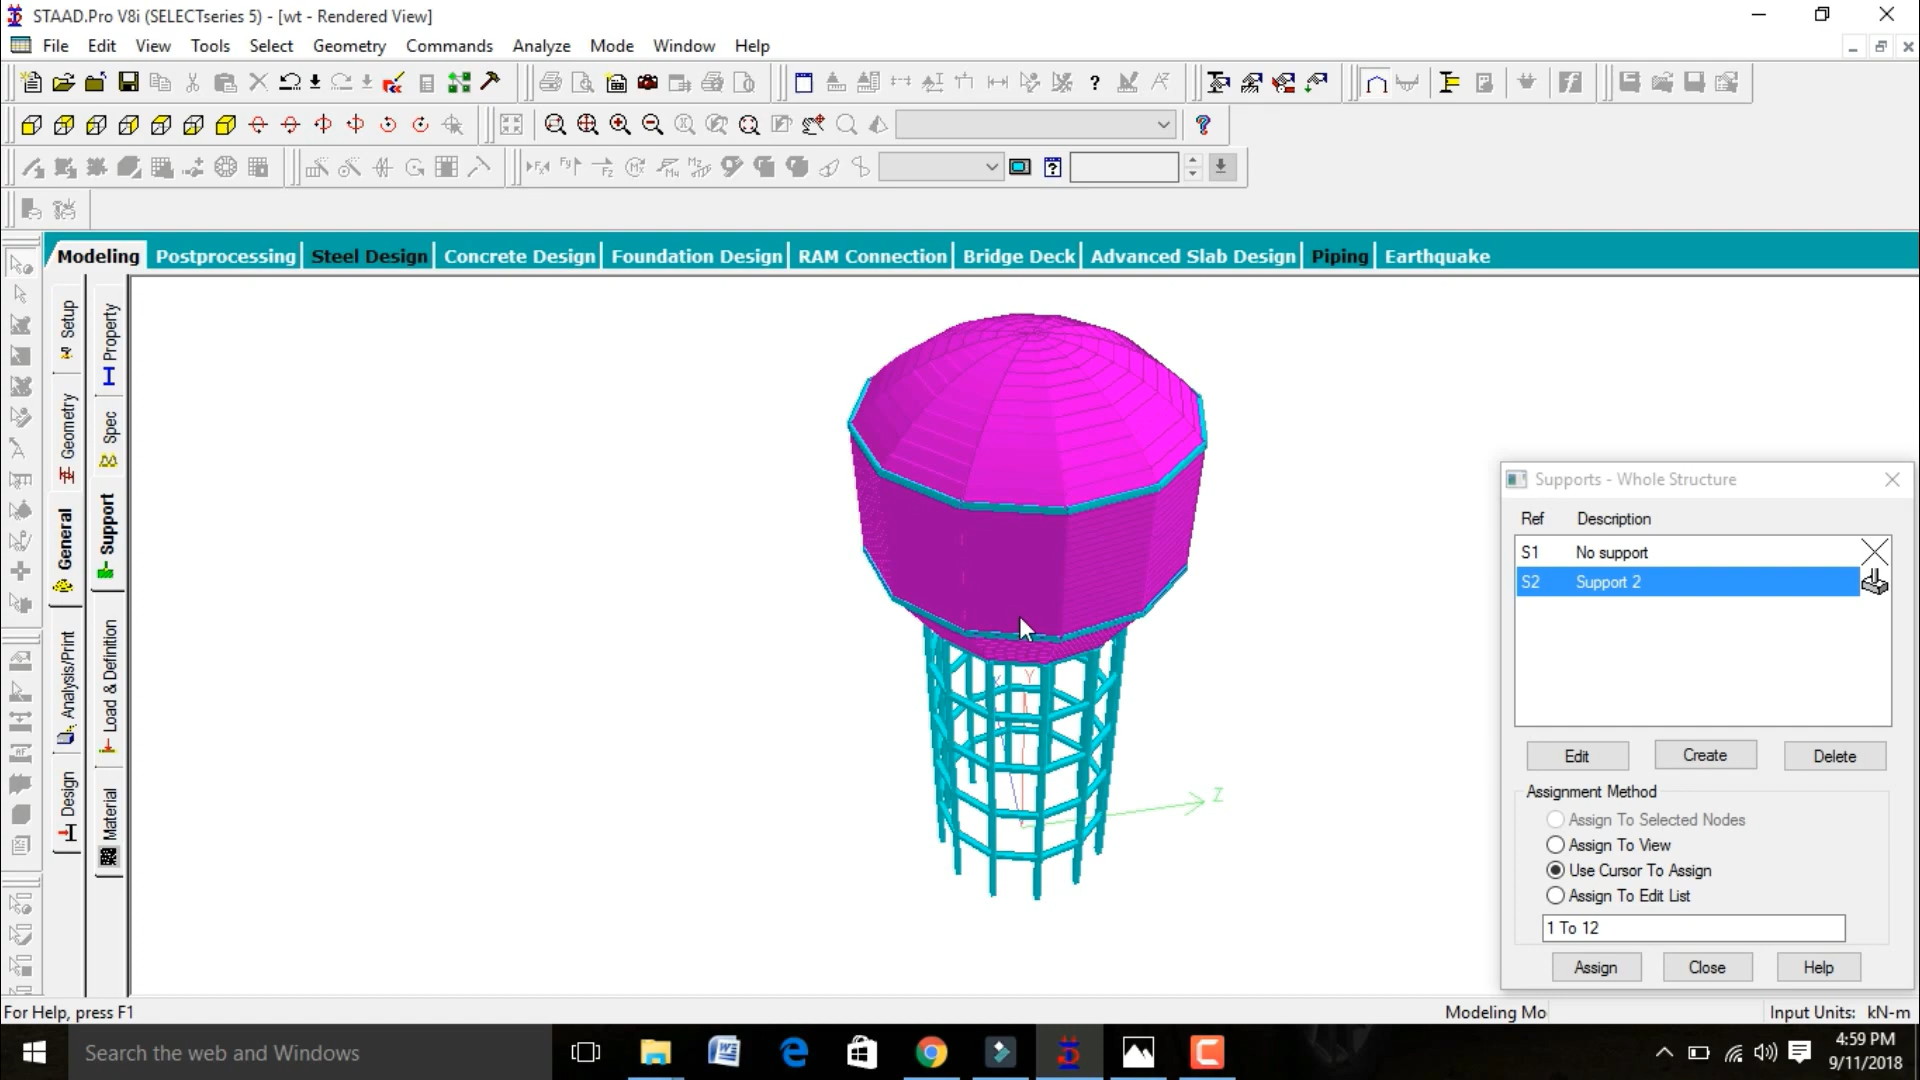 STAAD.Pro V8i (SELECTseries 5) - [wt - Rendered View]
File Edit View Tools Select Geometry Commands Analyze Mode Window Help
Modeling Postprocessing Steel Design Concrete Design Foundation Design RAM Connection Bridge Deck Advanced Slab Design Piping Earthquake
Setup
Geometry
General
Analysis/Print
Design
Property
Spec
Support
Load & Definition
Material
Y
Z
Supports - Whole Structure
Ref Description
S1 No support
S2 Support 2
Edit Create Delete
Assignment Method
Assign To Selected Nodes
Assign To View
Use Cursor To Assign
Assign To Edit List
1 To 12
Assign Close Help
For Help, press F1
Modeling Mo
Input Units: kN-m
Search the web and Windows
4:59 PM
9/11/2018